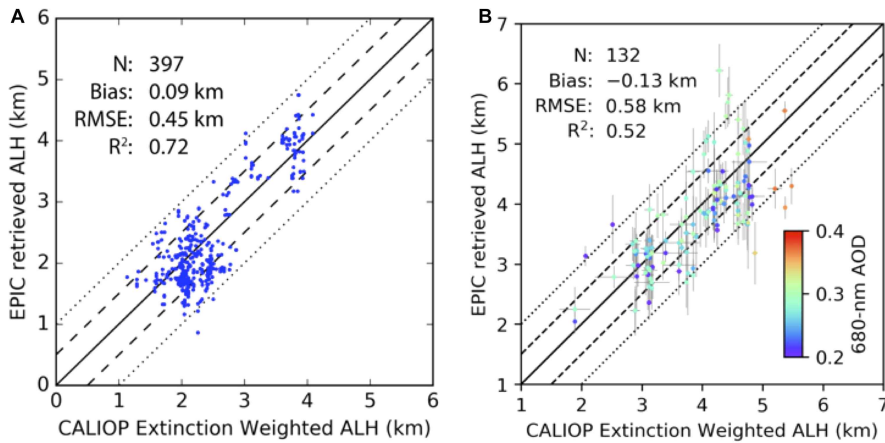 A
N: 397
Bias: 0.09 km
RMSE: 0.45 km
R²: 0.72
EPIC retrieved ALH (km)
6
5
4
3
2
1
0
0 1 2 3 4 5 6
CALIOP Extinction Weighted ALH (km)
B
N: 132
Bias: −0.13 km
RMSE: 0.58 km
R²: 0.52
EPIC retrieved ALH (km)
7
6
5
4
3
2
1
1 2 3 4 5 6 7
CALIOP Extinction Weighted ALH (km)
0.4
0.3
0.2
680-nm AOD